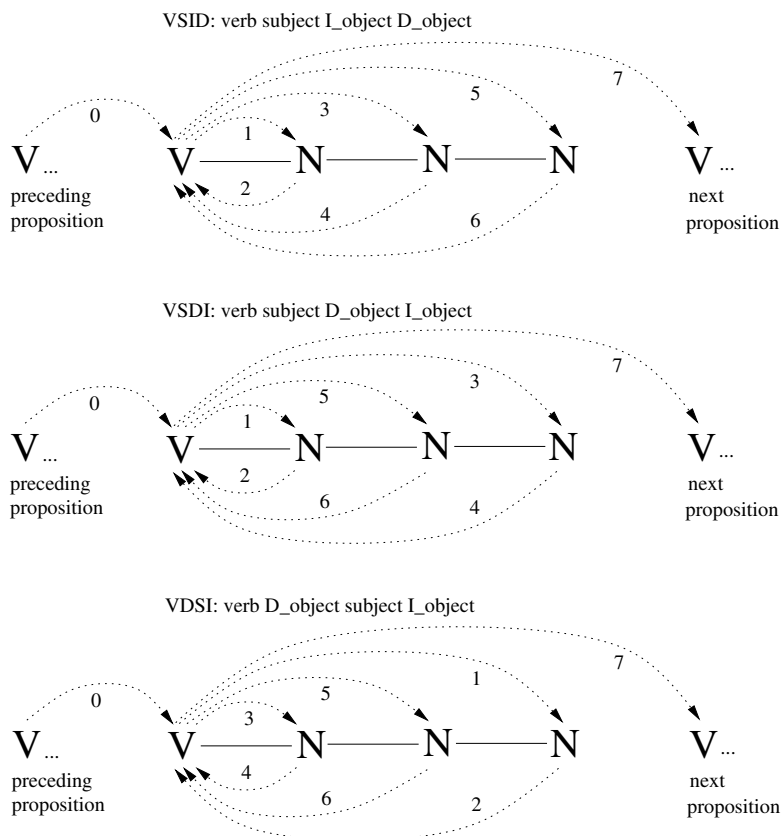 VSID: verb subject I_object D_object
7
0
5
3
1
V... V N N N V...
preceding
proposition
2
4
6
next
proposition
VSDI: verb subject D_object I_object
7
3
0
5
1
V... V N N N V...
preceding
proposition
2
6
4
next
proposition
VDSI: verb D_object subject I_object
7
1
0
5
3
V... V N N N V...
preceding
proposition
4
6
2
next
proposition